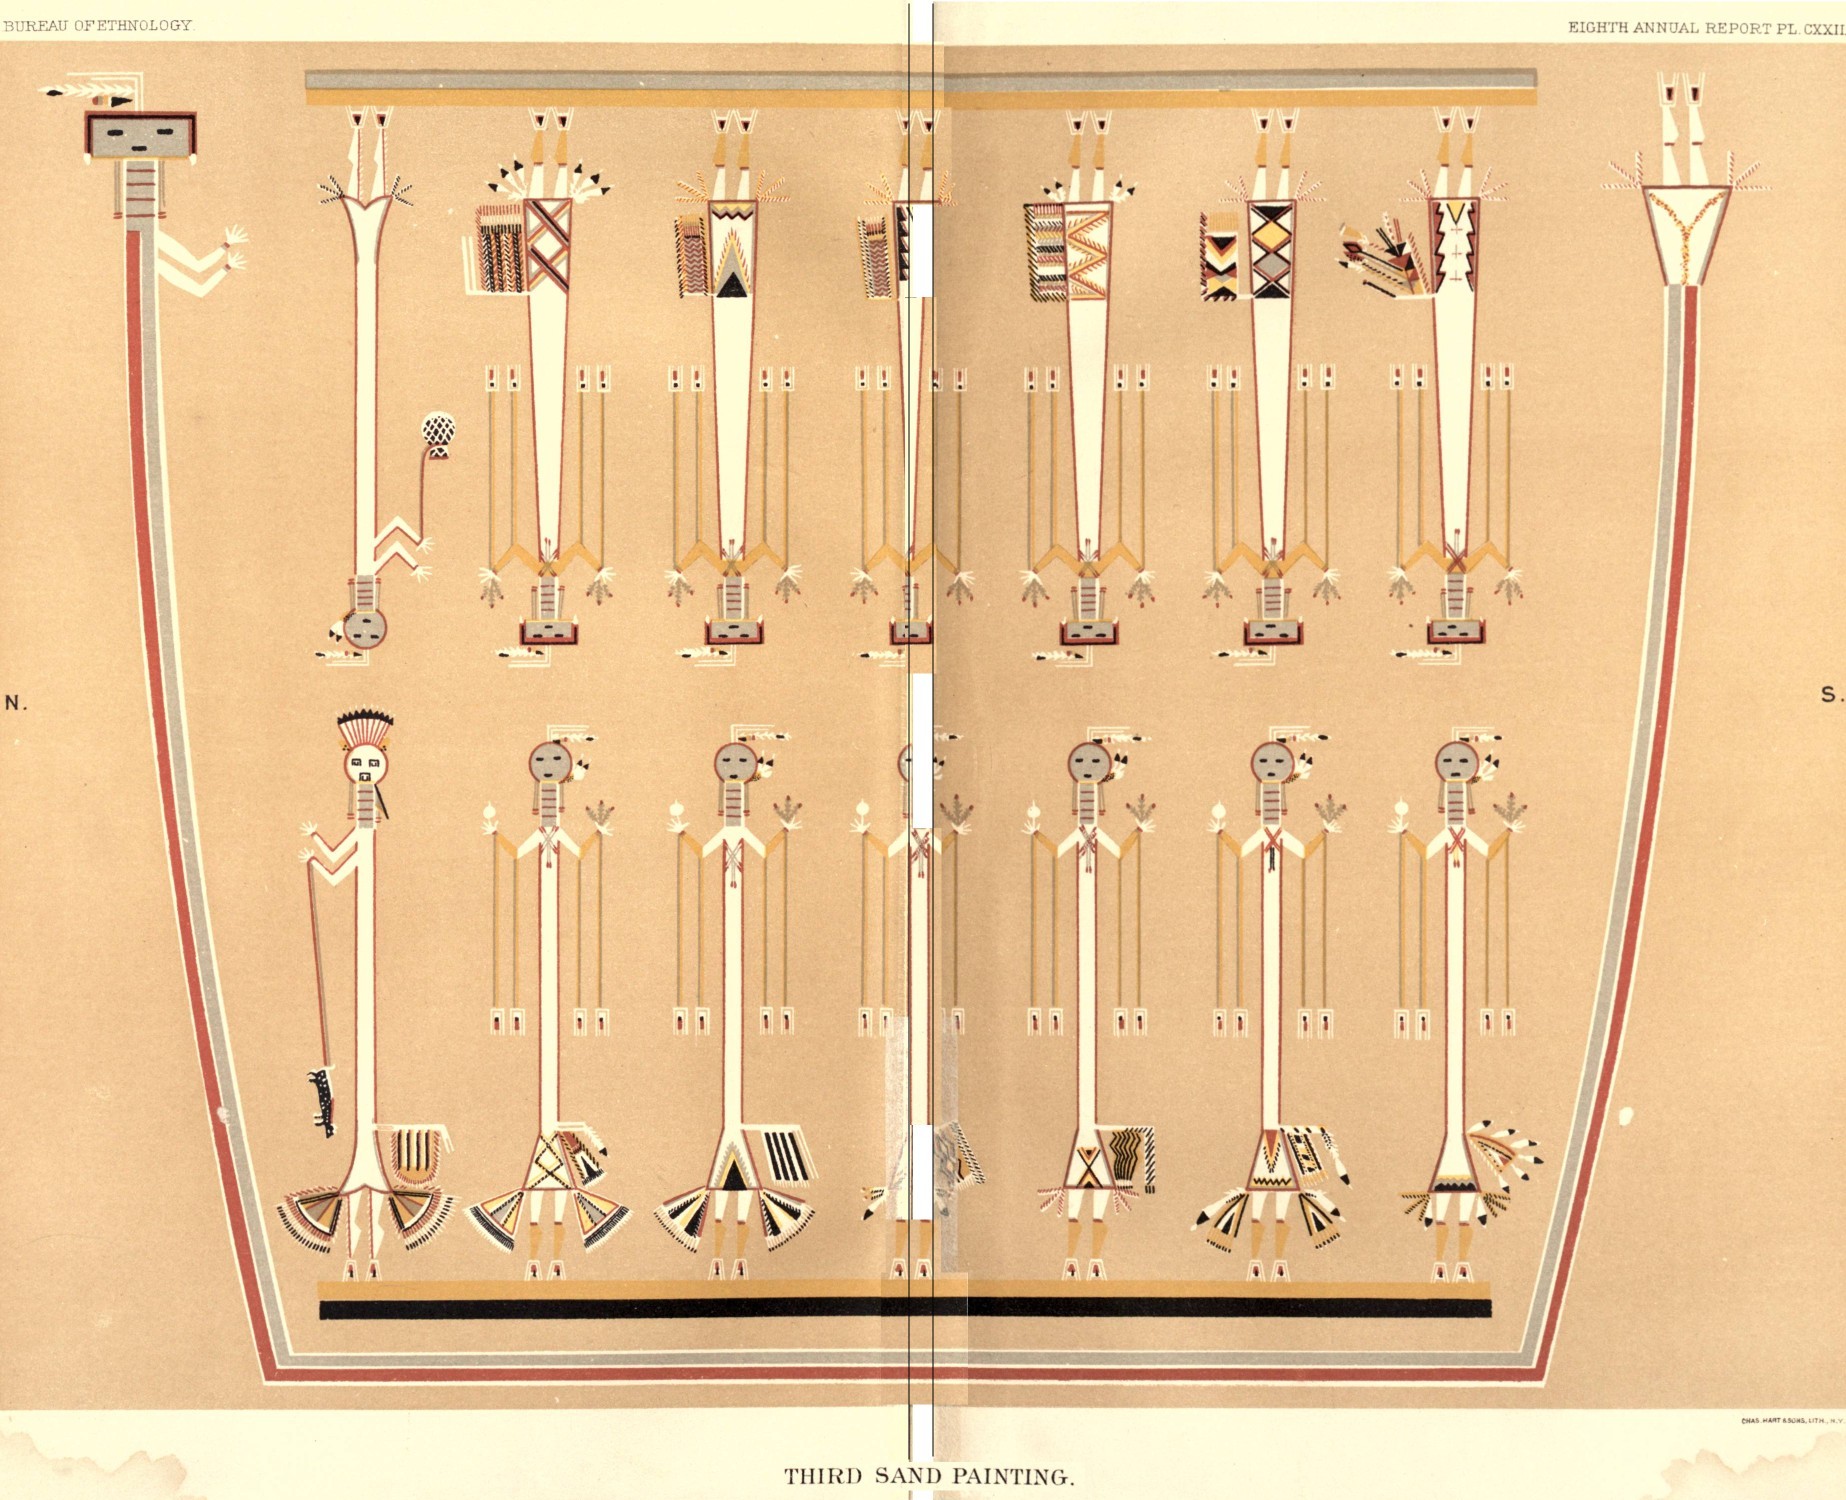 BUREAU OF ETHNOLOGY.
EIGHTH ANNUAL REPORT PL. CXXII
N.
S.
CHAS. HART & SONS, LITH., N.Y.
THIRD SAND PAINTING.